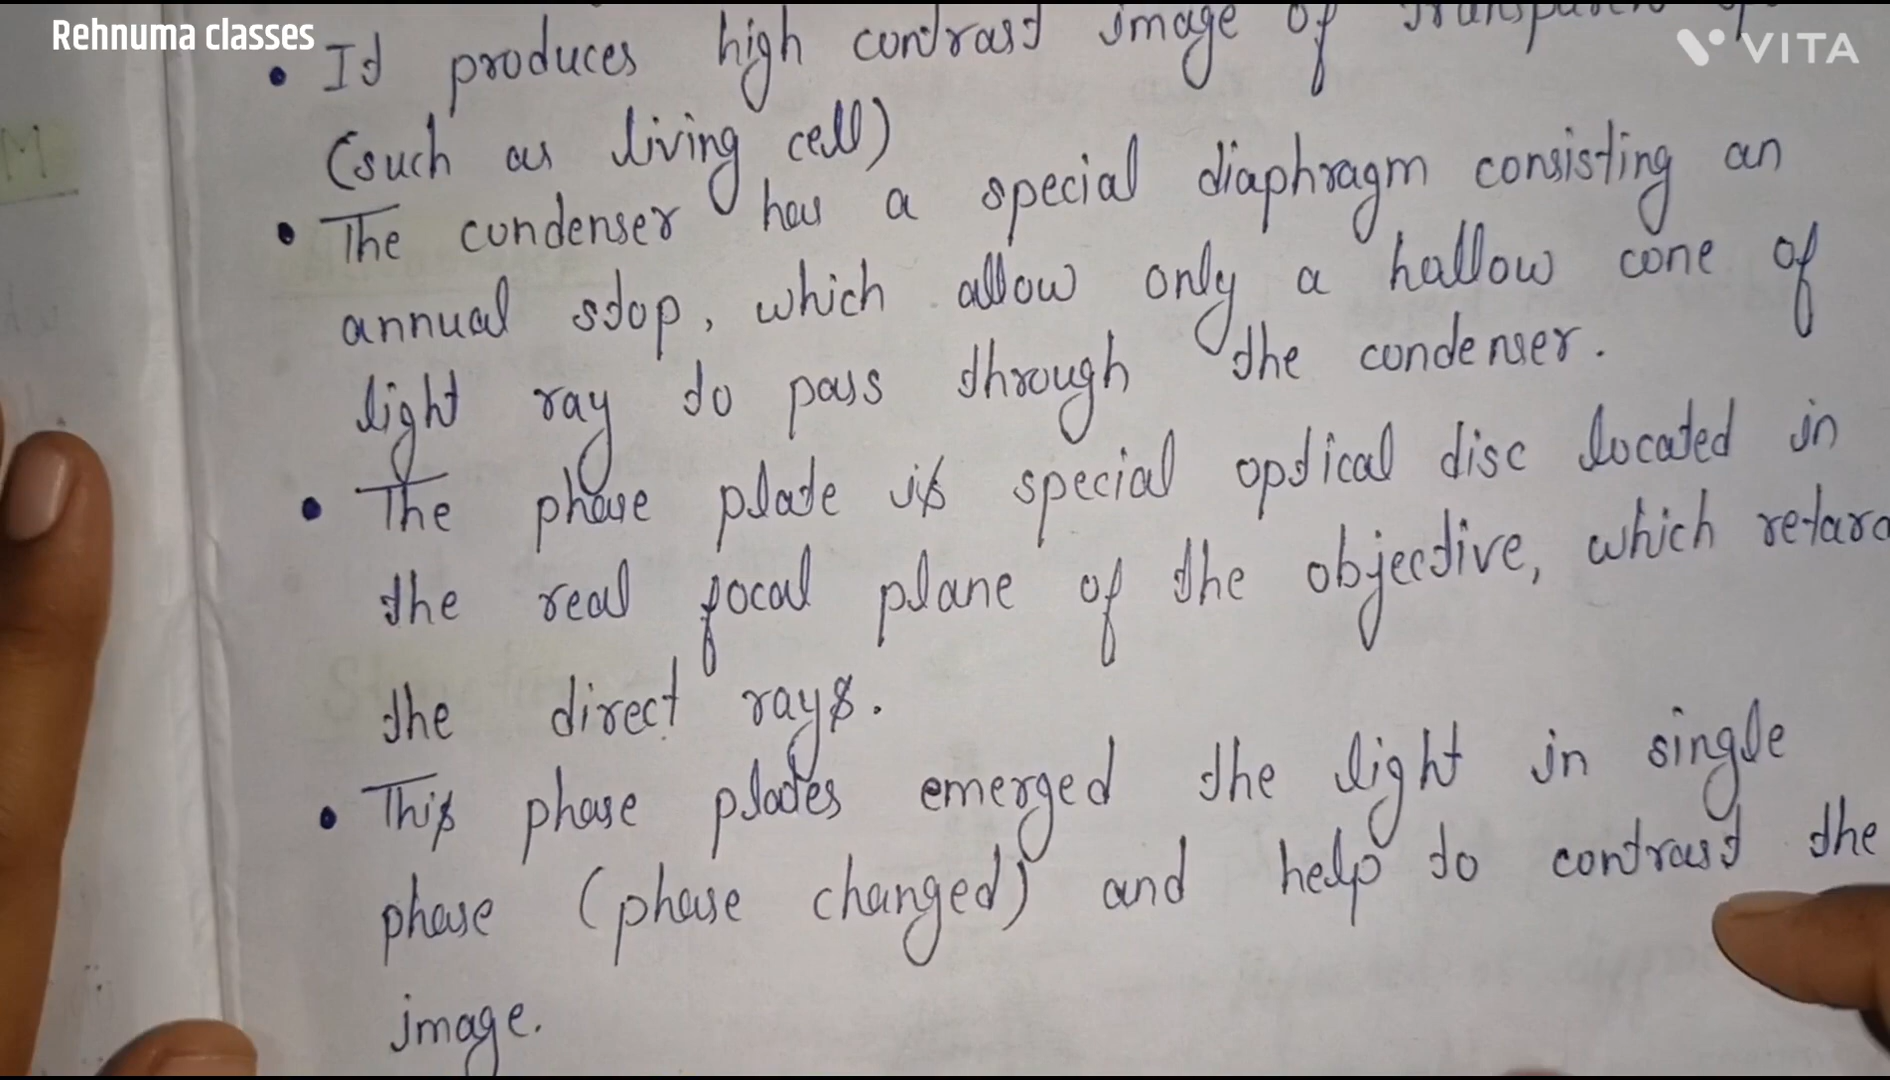 Rehnuma classes
VITA
• It produces high contrast image of
(such as living cell)
• The condenser has a special diaphragm consisting an
annual stop, which allow only a hallow cone of
light ray to pass through the condenser.
• The phase plate is special optical disc located in
the real focal plane of the objective, which retard
the direct rays.
• This phase plates emerged the light in single
phase (phase changed) and help to contrast the
image.